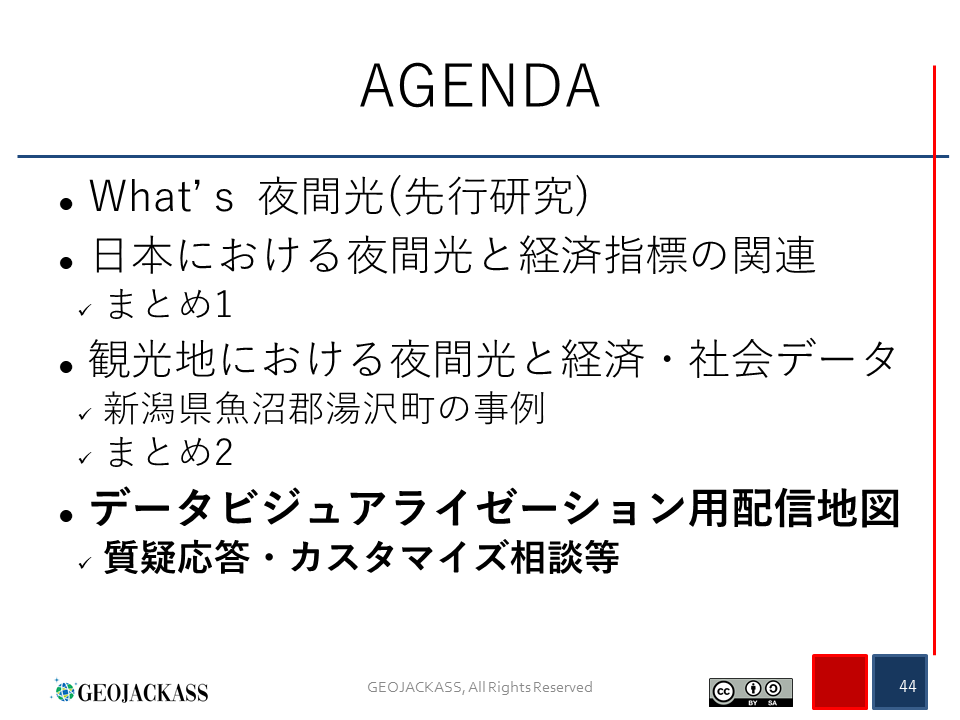 AGENDA
What’s 夜間光(先行研究)
日本における夜間光と経済指標の関連
まとめ1
観光地における夜間光と経済・社会データ
新潟県魚沼郡湯沢町の事例
まとめ2
データビジュアライゼーション用配信地図
質疑応答・カスタマイズ相談等
GEOJACKASS
GEOJACKASS, All Rights Reserved
cc BY SA
44